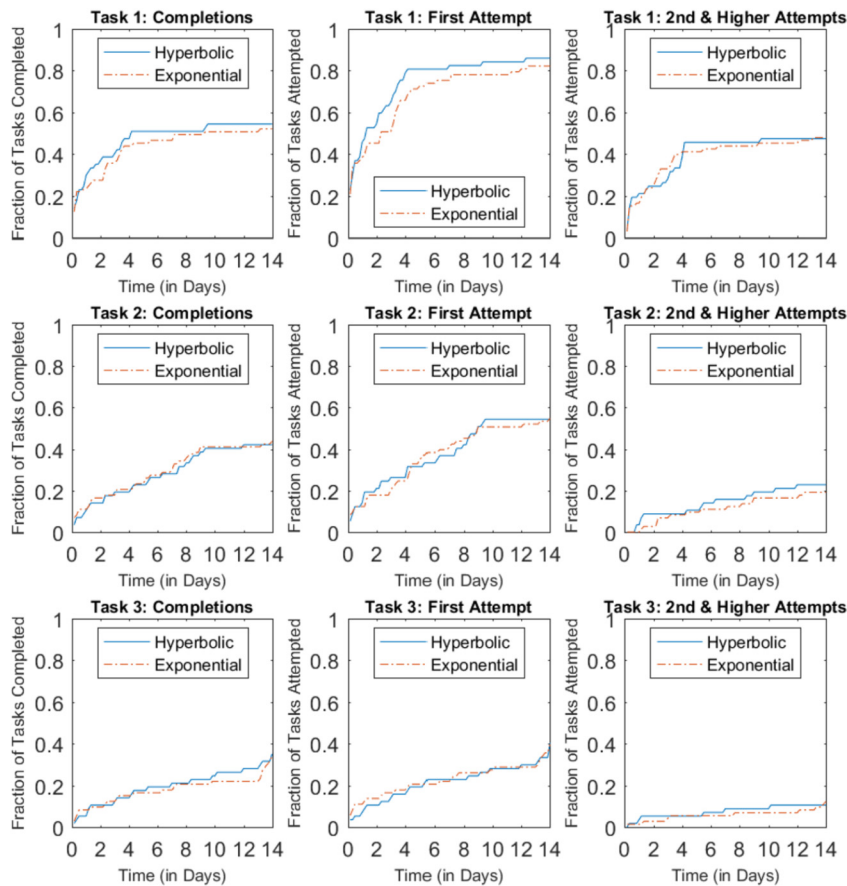 Task 1: Completions
Fraction of Tasks Completed
1
0.8
0.6
0.4
0.2
0
Hyperbolic
Exponential
0 2 4 6 8 10 12 14
Time (in Days)
Task 1: First Attempt
Fraction of Tasks Attempted
1
0.8
0.6
0.4
0.2
0
Hyperbolic
Exponential
0 2 4 6 8 10 12 14
Time (in Days)
Task 1: 2nd & Higher Attempts
Fraction of Tasks Attempted
1
0.8
0.6
0.4
0.2
0
Hyperbolic
Exponential
0 2 4 6 8 10 12 14
Time (in Days)
Task 2: Completions
Fraction of Tasks Completed
1
0.8
0.6
0.4
0.2
0
Hyperbolic
Exponential
0 2 4 6 8 10 12 14
Time (in Days)
Task 2: First Attempt
Fraction of Tasks Attempted
1
0.8
0.6
0.4
0.2
0
Hyperbolic
Exponential
0 2 4 6 8 10 12 14
Time (in Days)
Task 2: 2nd & Higher Attempts
Fraction of Tasks Attempted
1
0.8
0.6
0.4
0.2
0
Hyperbolic
Exponential
0 2 4 6 8 10 12 14
Time (in Days)
Task 3: Completions
Fraction of Tasks Completed
1
0.8
0.6
0.4
0.2
0
Hyperbolic
Exponential
0 2 4 6 8 10 12 14
Time (in Days)
Task 3: First Attempt
Fraction of Tasks Attempted
1
0.8
0.6
0.4
0.2
0
Hyperbolic
Exponential
0 2 4 6 8 10 12 14
Time (in Days)
Task 3: 2nd & Higher Attempts
Fraction of Tasks Attempted
1
0.8
0.6
0.4
0.2
0
Hyperbolic
Exponential
0 2 4 6 8 10 12 14
Time (in Days)